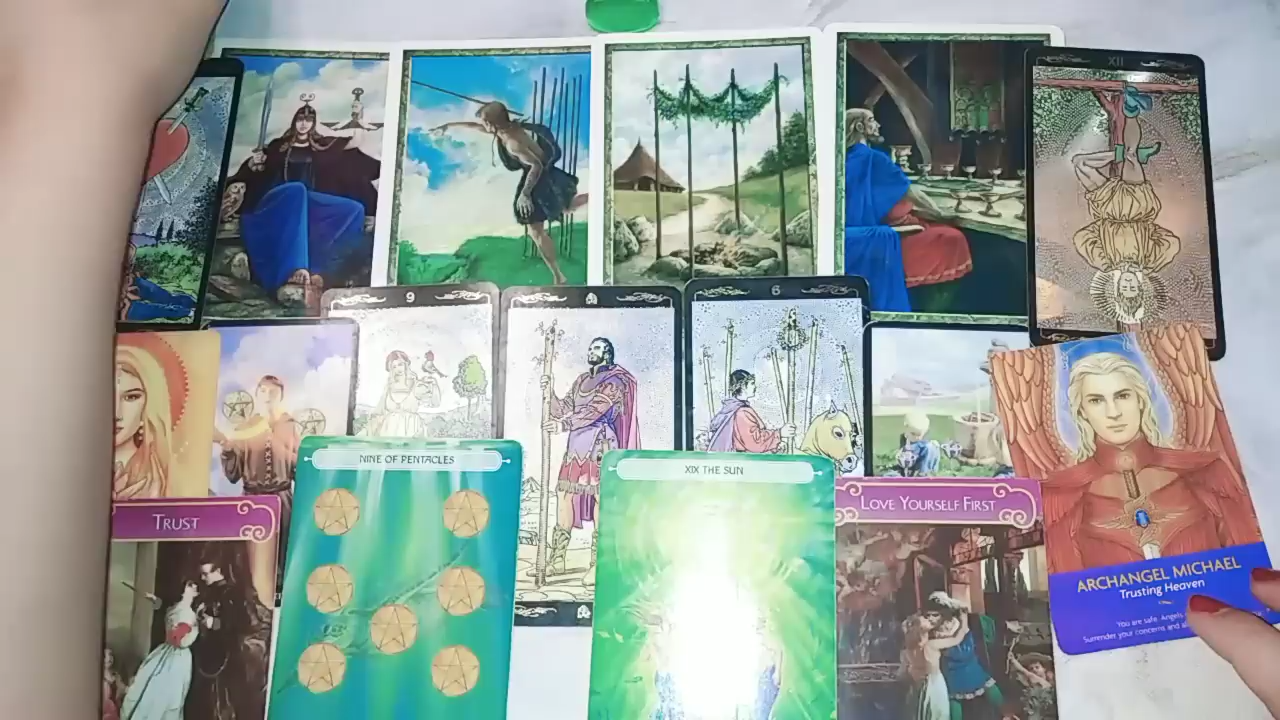 XII
9
6
NINE OF PENTACLES
XIX THE SUN
TRUST
LOVE YOURSELF FIRST
ARCHANGEL MICHAEL
Trusting Heaven
You are safe. Angels
Surrender your concerns and